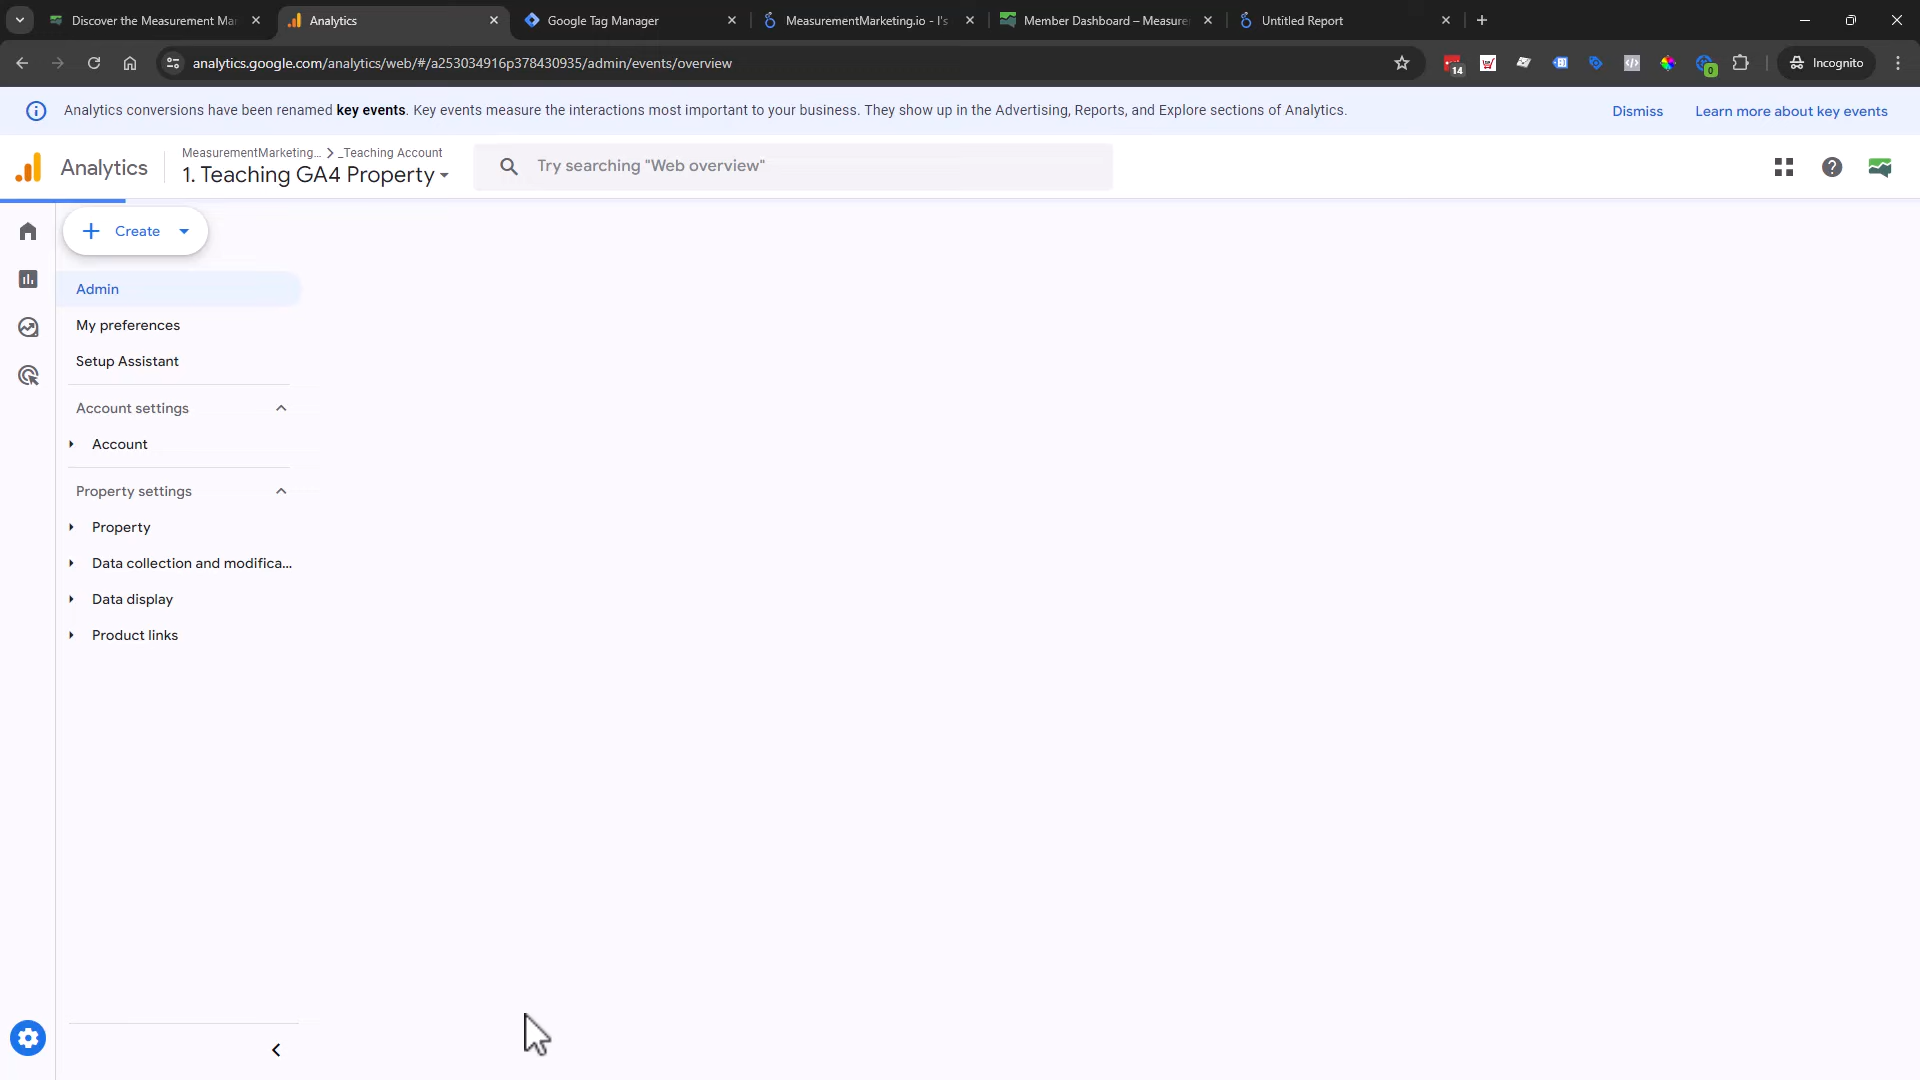 Discover the Measurement Ma
Analytics
Google Tag Manager
MeasurementMarketing.io - I's
Member Dashboard – Measure
Untitled Report
analytics.google.com/analytics/web/#/a253034916p378430935/admin/events/overview
14
0
Incognito
Analytics conversions have been renamed key events. Key events measure the interactions most important to your business. They show up in the Advertising, Reports, and Explore sections of Analytics.
Dismiss
Learn more about key events
Analytics
MeasurementMarketing... > _Teaching Account
1. Teaching GA4 Property
Try searching "Web overview"
Create
Admin
My preferences
Setup Assistant
Account settings
Account
Property settings
Property
Data collection and modifica...
Data display
Product links